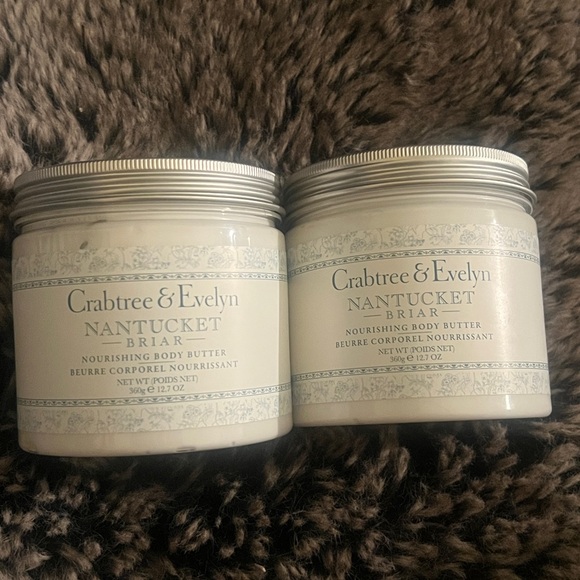 Crabtree & Evelyn
NANTUCKET
— BRIAR —
NOURISHING BODY BUTTER
BEURRE CORPOREL NOURRISSANT
NET WT (POIDS NET)
360g e 12.7 OZ
Crabtree & Evelyn
NANTUCKET
— BRIAR —
NOURISHING BODY BUTTER
BEURRE CORPOREL NOURRISSANT
NET WT (POIDS NET)
360g e 12.7 OZ